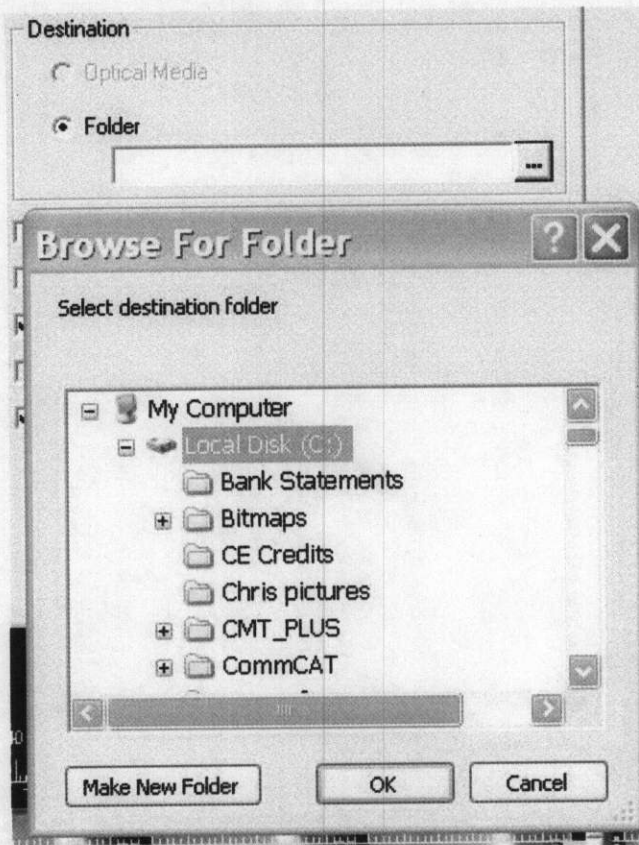 Destination
Optical Media
Folder
...
Browse For Folder
Select destination folder
My Computer
Local Disk (C:)
Bank Statements
Bitmaps
CE Credits
Chris pictures
CMT_PLUS
CommCAT
Make New Folder
OK
Cancel